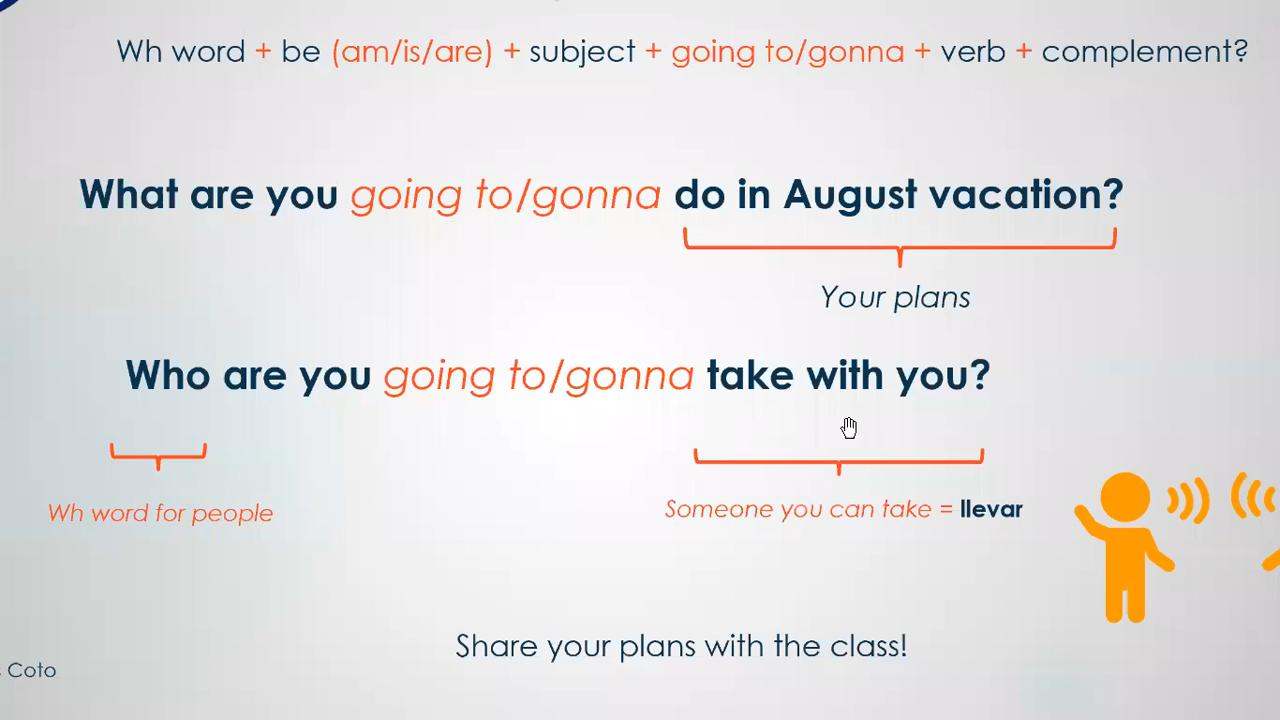 Wh word + be (am/is/are) + subject + going to/gonna + verb + complement?
What are you going to/gonna do in August vacation?
Your plans
Who are you going to/gonna take with you?
Wh word for people
Someone you can take = llevar
Share your plans with the class!
Coto